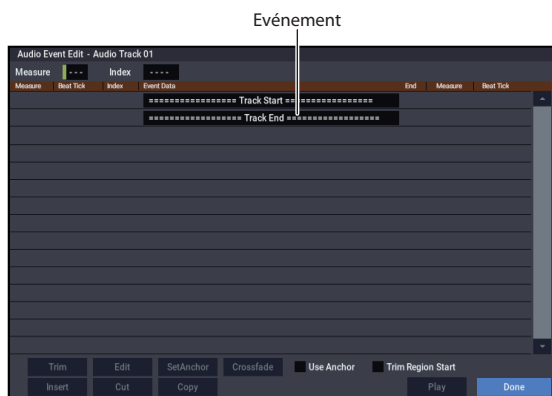 Evénement
Audio Event Edit - Audio Track 01
Measure --- Index ----
Measure Beat Tick Index Event Data End Measure Beat Tick
================= Track Start =================
================== Track End ==================
Trim Edit SetAnchor Crossfade Use Anchor Trim Region Start
Insert Cut Copy Play Done